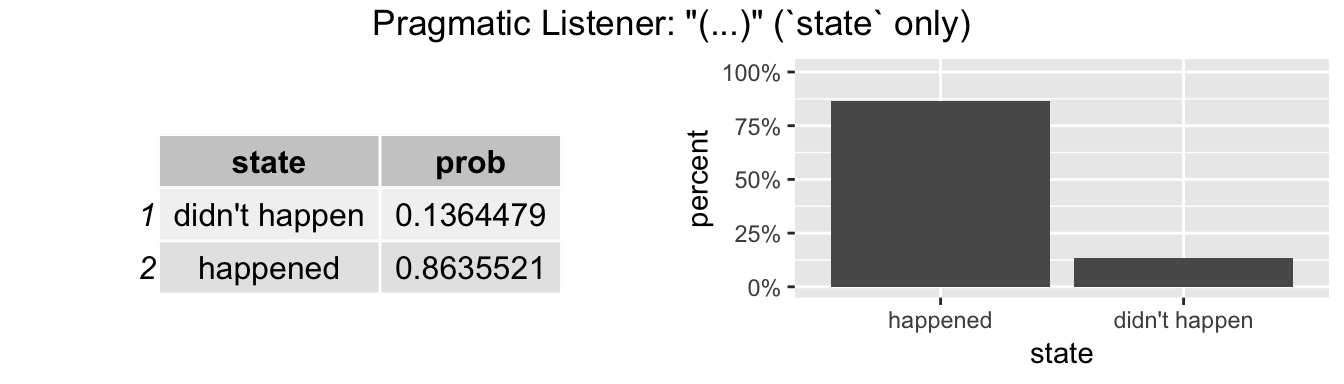 Pragmatic Listener: "(...)" (`state` only)
state prob
1 didn't happen 0.1364479
2 happened 0.8635521
100%
75%
50%
25%
0%
percent
happened didn't happen
state